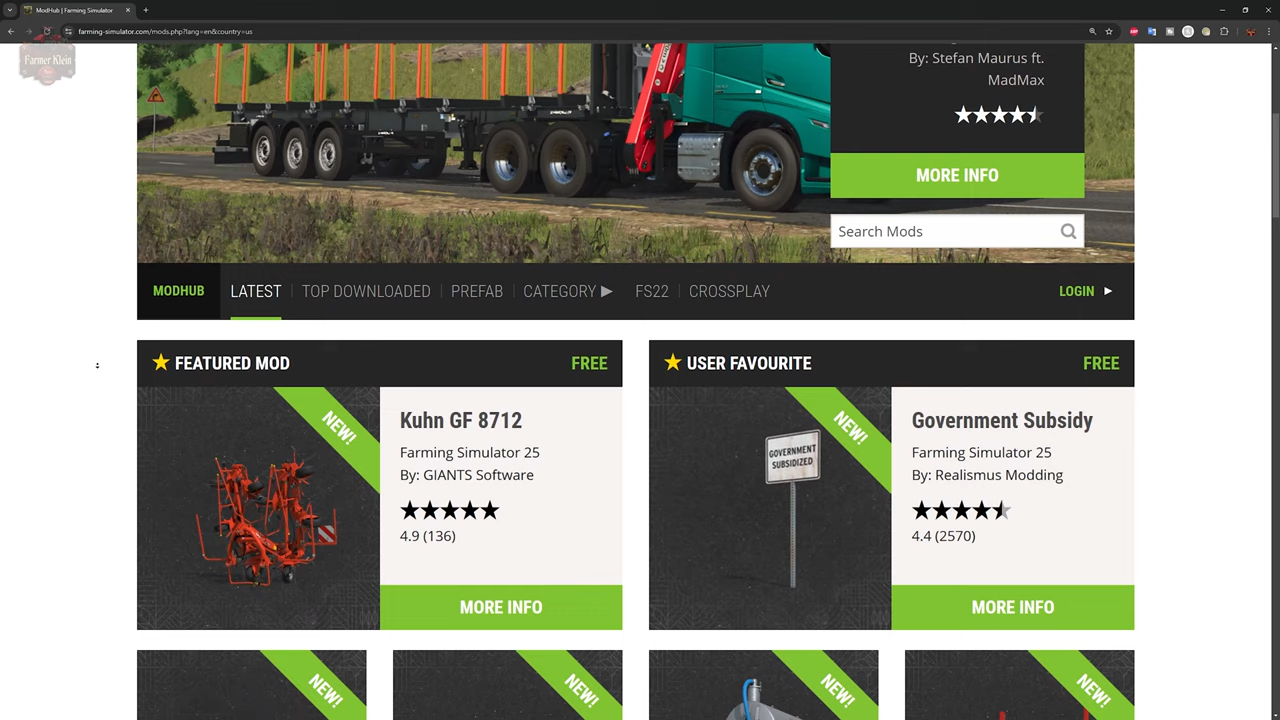 ModHub | Farming Simulator
farming-simulator.com/mods.php?lang=en&country=us
Farmer Klein
By: Stefan Maurus ft.
MadMax
MORE INFO
Search Mods
MODHUB
LATEST
TOP DOWNLOADED
PREFAB
CATEGORY
FS22
CROSSPLAY
LOGIN
FEATURED MOD
FREE
NEW!
Kuhn GF 8712
Farming Simulator 25
By: GIANTS Software
4.9 (136)
MORE INFO
USER FAVOURITE
FREE
NEW!
GOVERNMENT
SUBSIDIZED
Government Subsidy
Farming Simulator 25
By: Realismus Modding
4.4 (2570)
MORE INFO
NEW!
NEW!
NEW!
NEW!